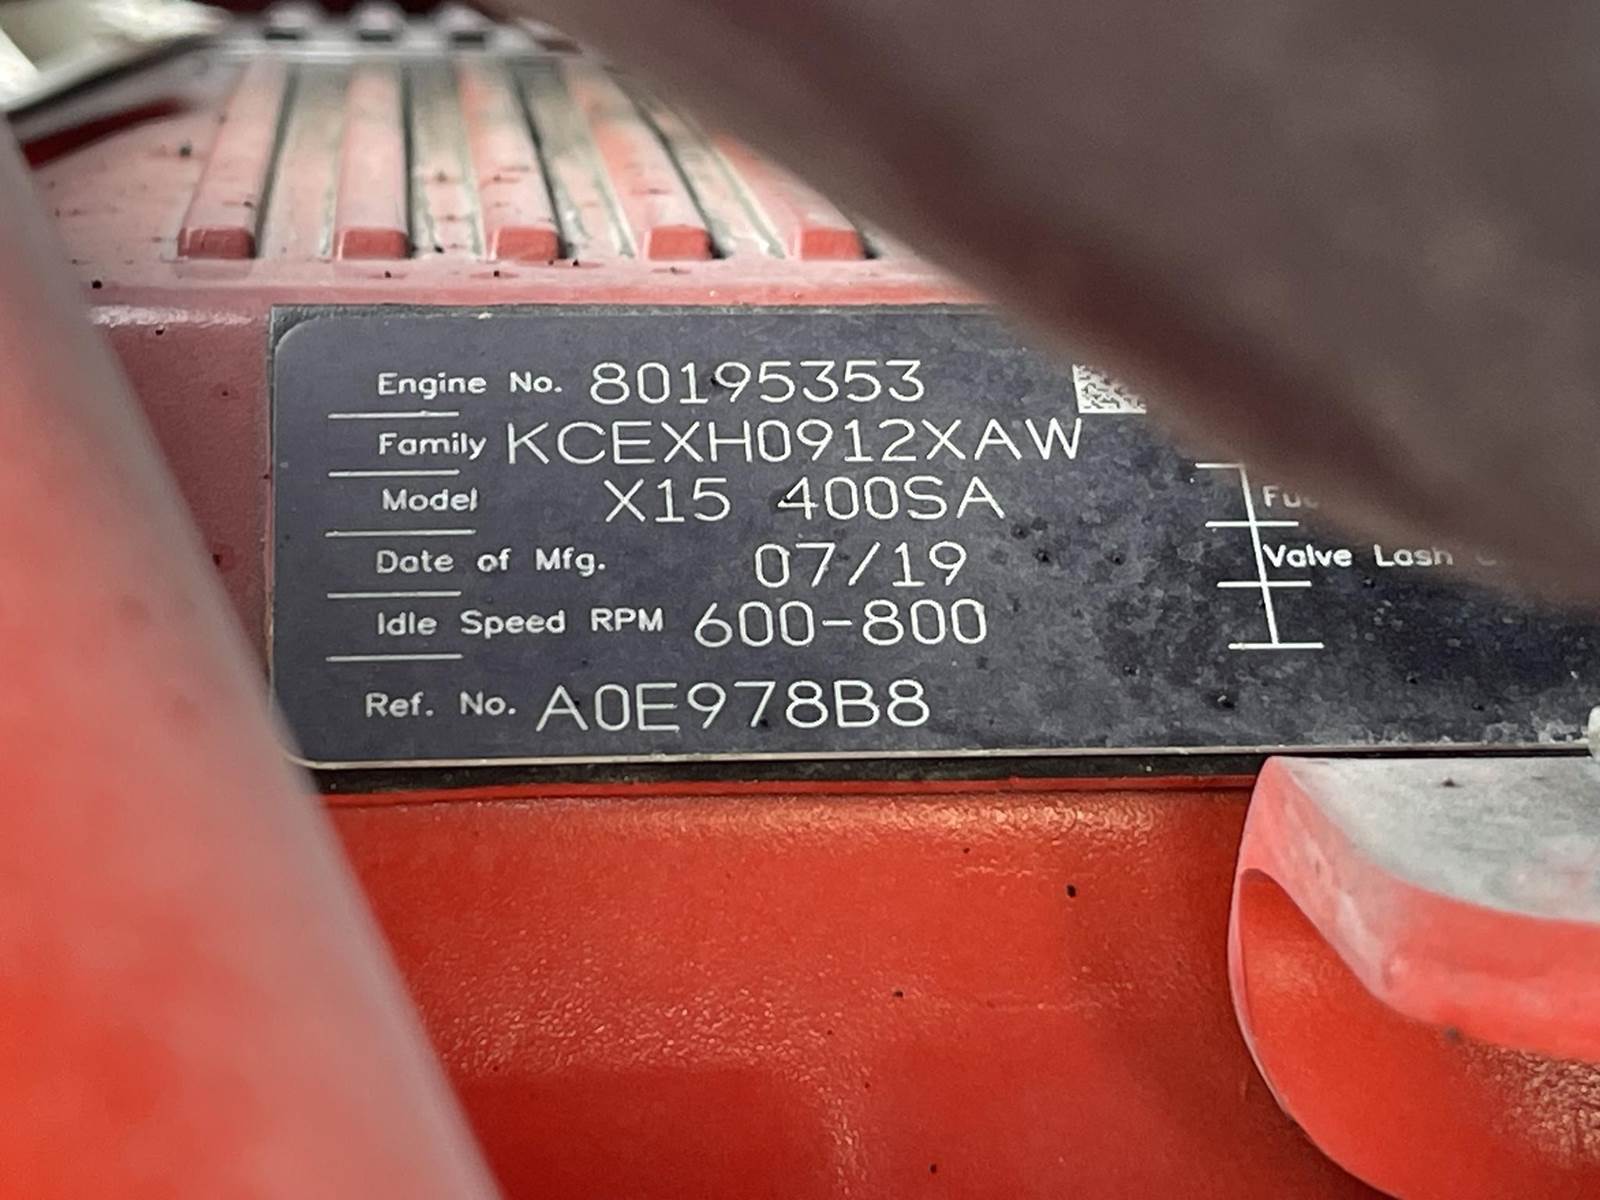 Engine No. 80195353
Family KCEXH0912XAW
Model X15 400SA
Date of Mfg. 07/19
Valve Lash
Idle Speed RPM 600-800
Ref. No. A0E978B8